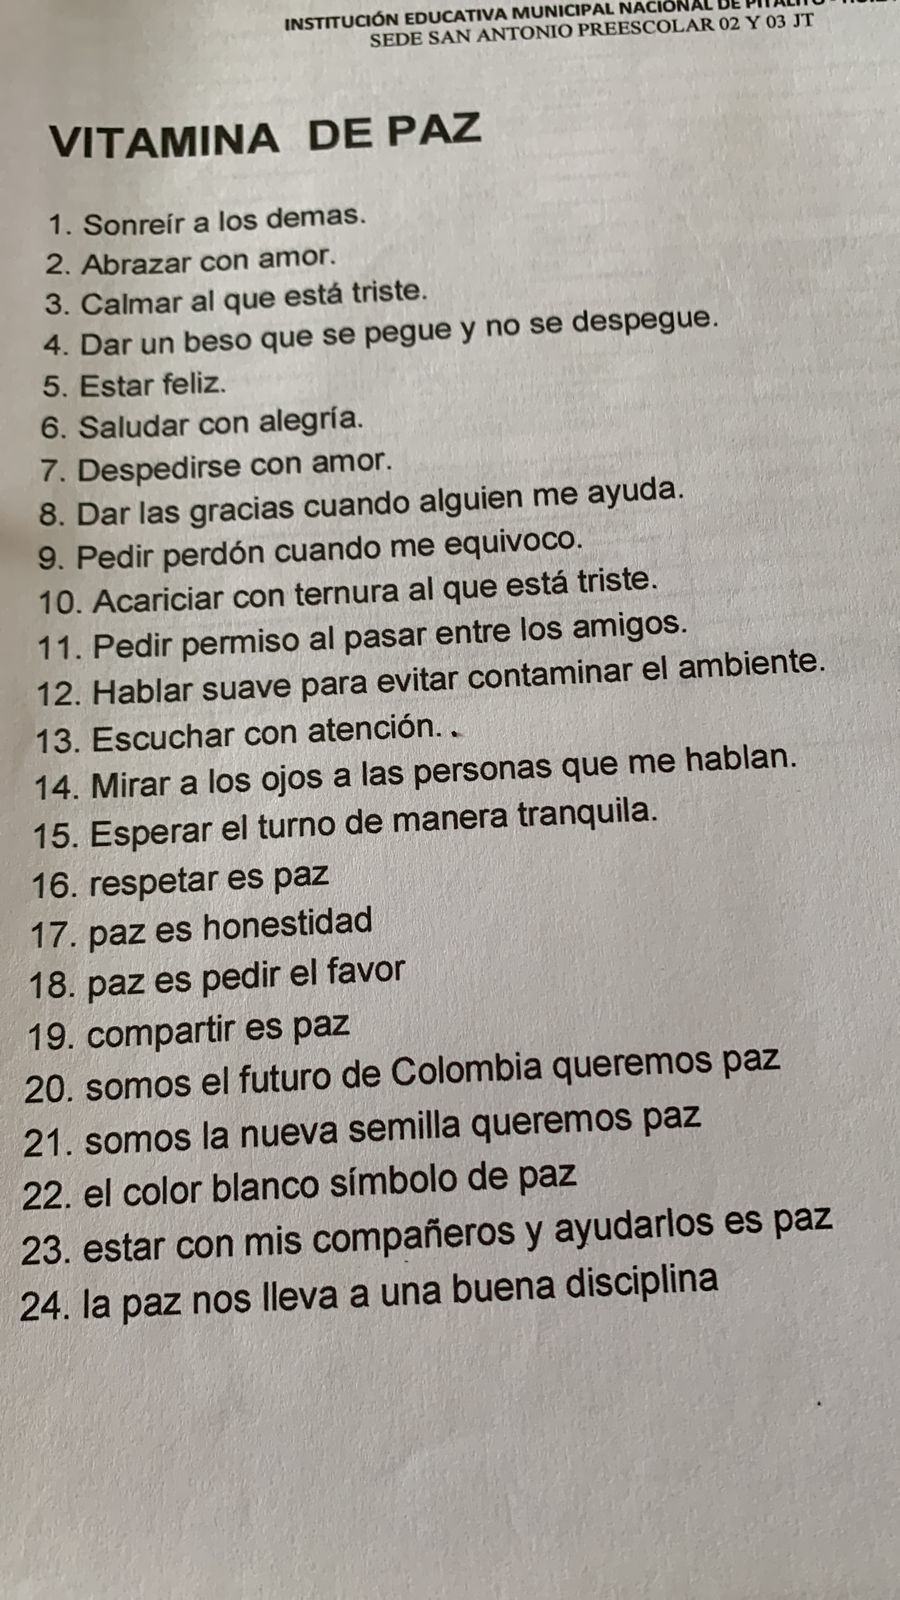 INSTITUCIÓN EDUCATIVA MUNICIPAL NACIONAL DE PITALITO -
SEDE SAN ANTONIO PREESCOLAR 02 Y 03 JT
VITAMINA DE PAZ
1. Sonreír a los demas.
2. Abrazar con amor.
3. Calmar al que está triste.
4. Dar un beso que se pegue y no se despegue.
5. Estar feliz.
6. Saludar con alegría.
7. Despedirse con amor.
8. Dar las gracias cuando alguien me ayuda.
9. Pedir perdón cuando me equivoco.
10. Acariciar con ternura al que está triste.
11. Pedir permiso al pasar entre los amigos.
12. Hablar suave para evitar contaminar el ambiente.
13. Escuchar con atención. .
14. Mirar a los ojos a las personas que me hablan.
15. Esperar el turno de manera tranquila.
16. respetar es paz
17. paz es honestidad
18. paz es pedir el favor
19. compartir es paz
20. somos el futuro de Colombia queremos paz
21. somos la nueva semilla queremos paz
22. el color blanco símbolo de paz
23. estar con mis compañeros y ayudarlos es paz
24. la paz nos lleva a una buena disciplina